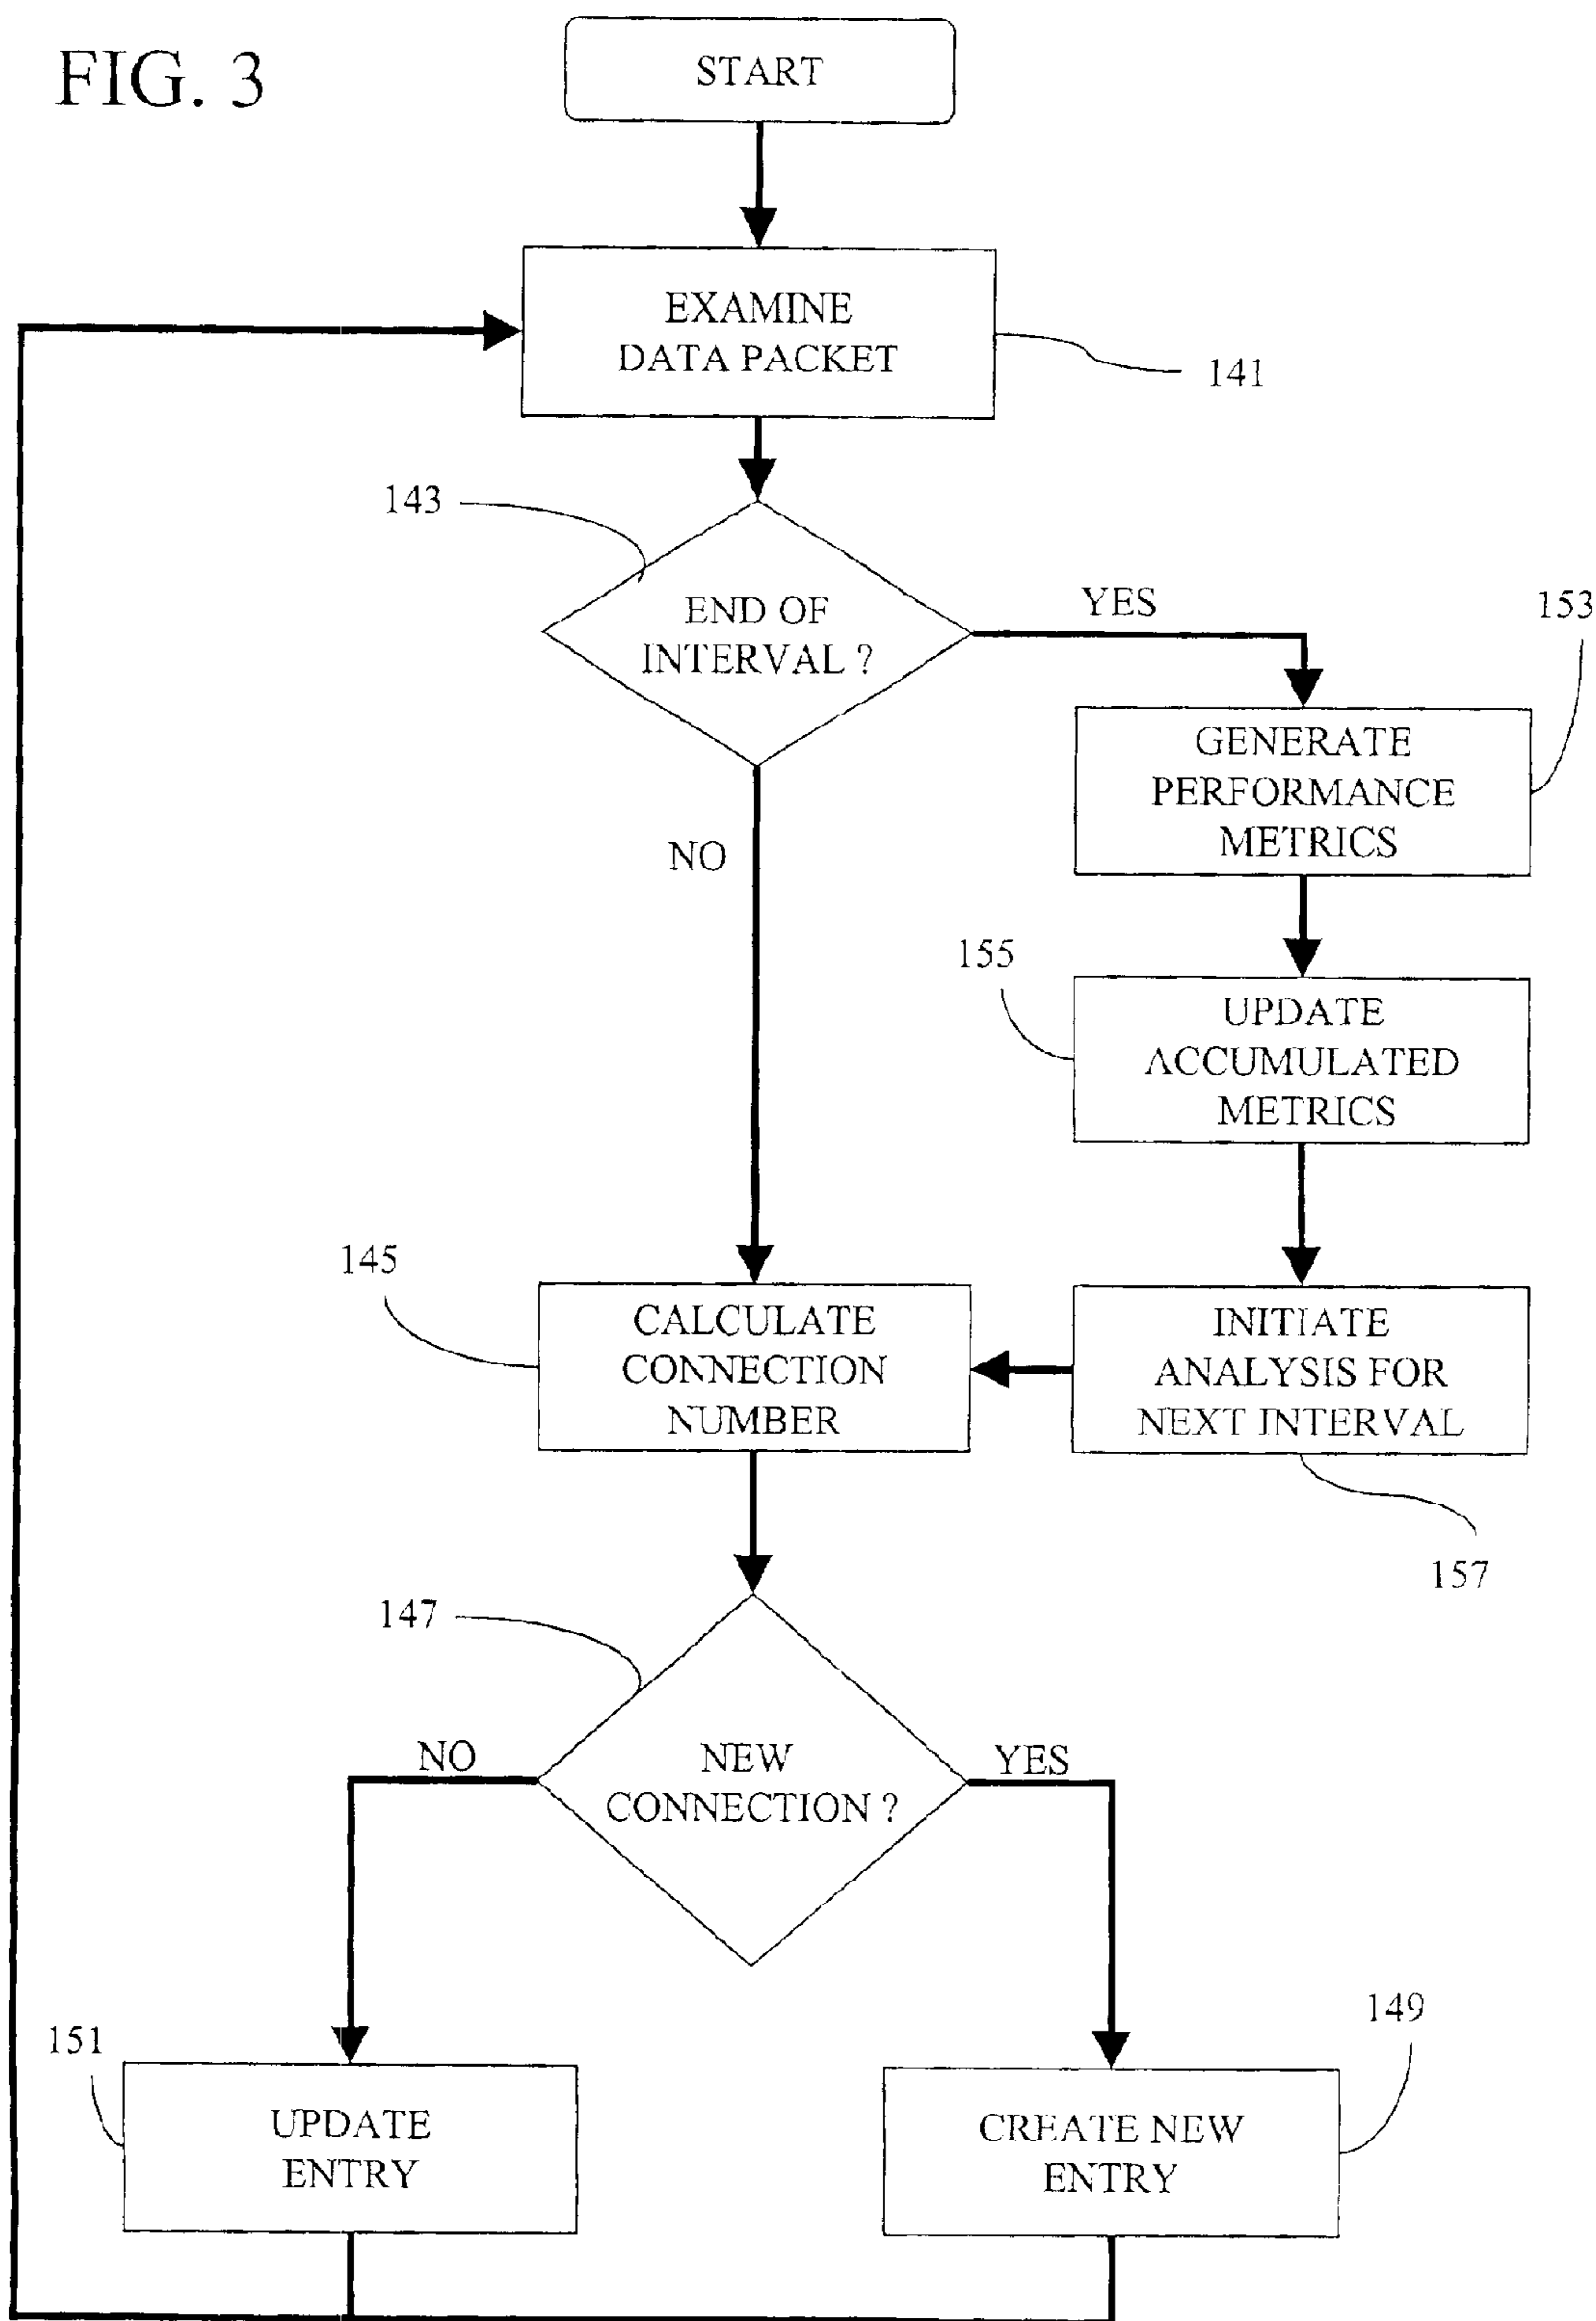 FIG. 3
START
EXAMINE
DATA PACKET
141
143
END OF
INTERVAL ?
YES
153
GENERATE
PERFORMANCE
METRICS
NO
155
UPDATE
ACCUMULATED
METRICS
145
CALCULATE
CONNECTION
NUMBER
INITIATE
ANALYSIS FOR
NEXT INTERVAL
157
147
NO
NEW
CONNECTION ?
YES
151
UPDATE
ENTRY
149
CREATE NEW
ENTRY